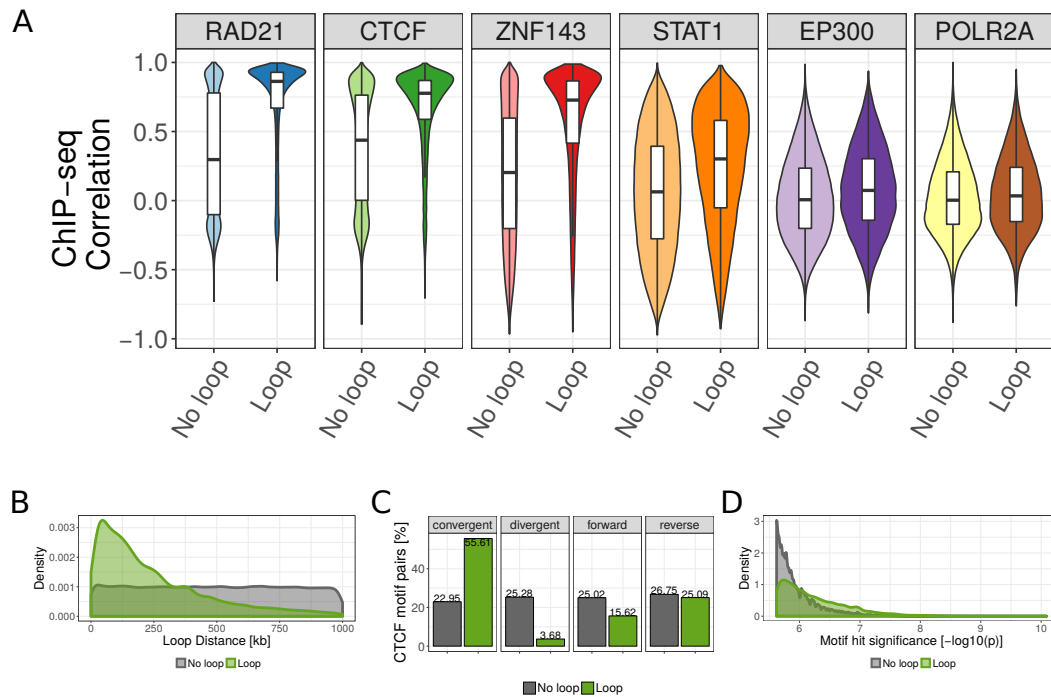 A
RAD21 CTCF ZNF143 STAT1 EP300 POLR2A
ChIP−seq
Correlation
1.0
0.5
0.0
−0.5
−1.0
No loop Loop No loop Loop No loop Loop No loop Loop No loop Loop No loop Loop
B
Density
0.003
0.002
0.001
0.000
0 250 500 750 1000
Loop Distance [kb]
No loop Loop
C
CTCF motif pairs [%]
convergent divergent forward reverse
40
20
0
22.95 55.61 25.28 3.68 25.02 15.62 26.75 25.09
No loop Loop
D
Density
3
2
1
0
6 7 8 9 10
Motif hit significance [−log10(p)]
No loop Loop